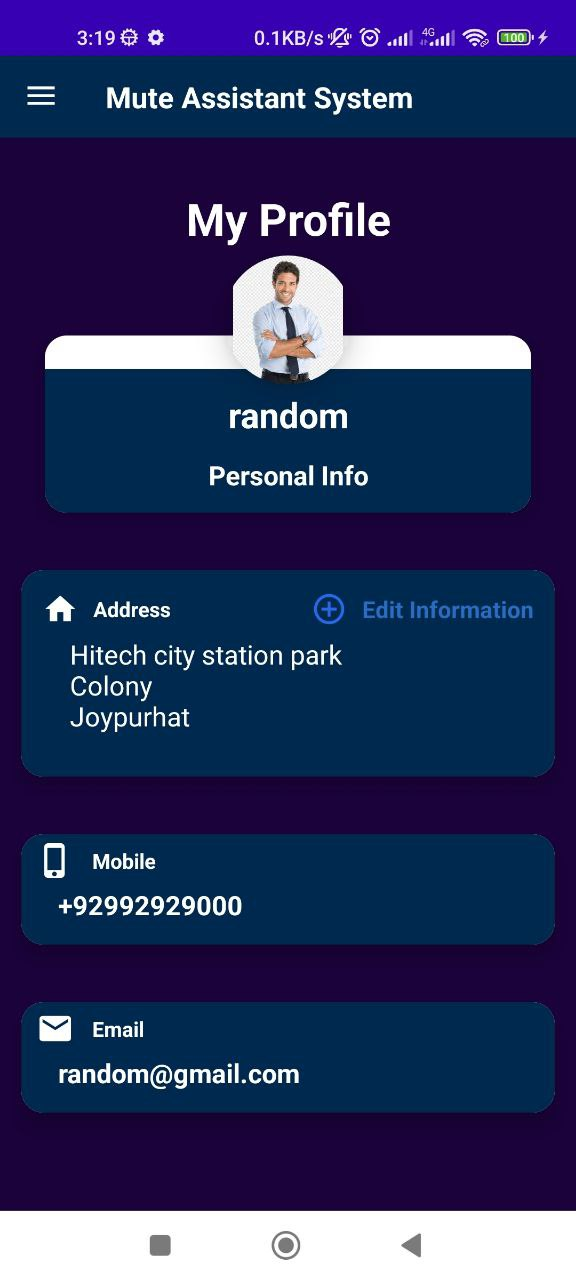 3:19 0.1KB/s 4G 100
Mute Assistant System
My Profile
random
Personal Info
Address
Edit Information
Hitech city station park
Colony
Joypurhat
Mobile
+92992929000
Email
random@gmail.com